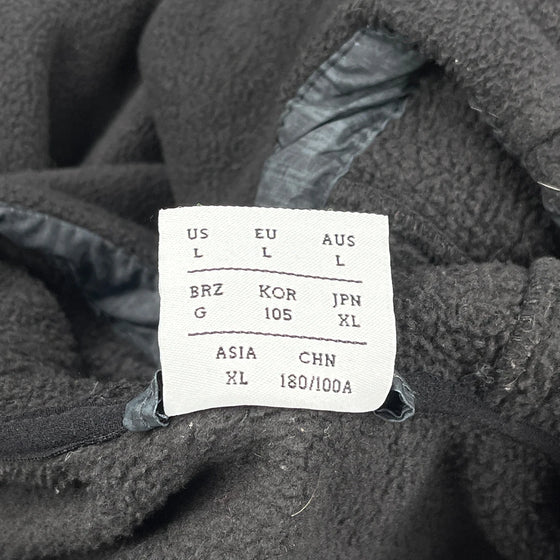 US EU AUS
L L L
BRZ KOR JPN
G 105 XL
ASIA CHN
XL 180/100A